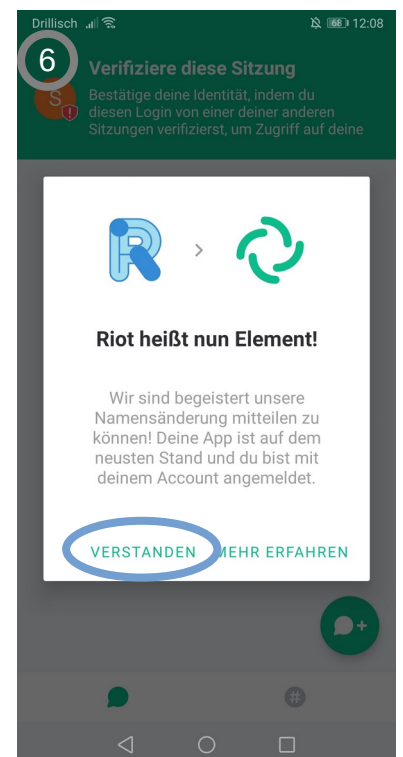 Drillisch 68 12:08
6
Verifiziere diese Sitzung
S
Bestätige deine Identität, indem du
diesen Login von einer deiner anderen
Sitzungen verifizierst, um Zugriff auf deine
R
Riot heißt nun Element!
Wir sind begeistert unsere
Namensänderung mitteilen zu
können! Deine App ist auf dem
neusten Stand und du bist mit
deinem Account angemeldet.
VERSTANDEN MEHR ERFAHREN
#